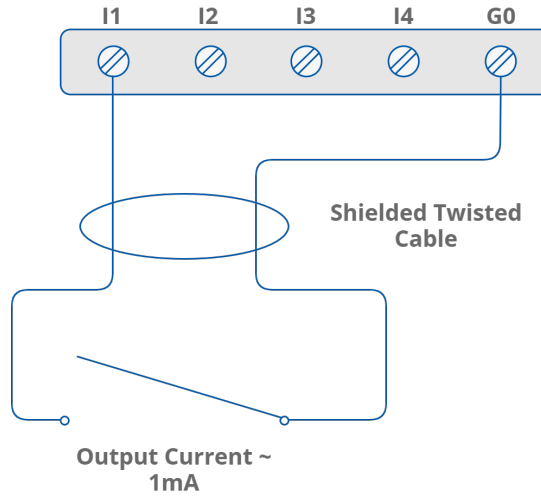 I1 I2 I3 I4 G0
Shielded Twisted
Cable
Output Current ~
1mA